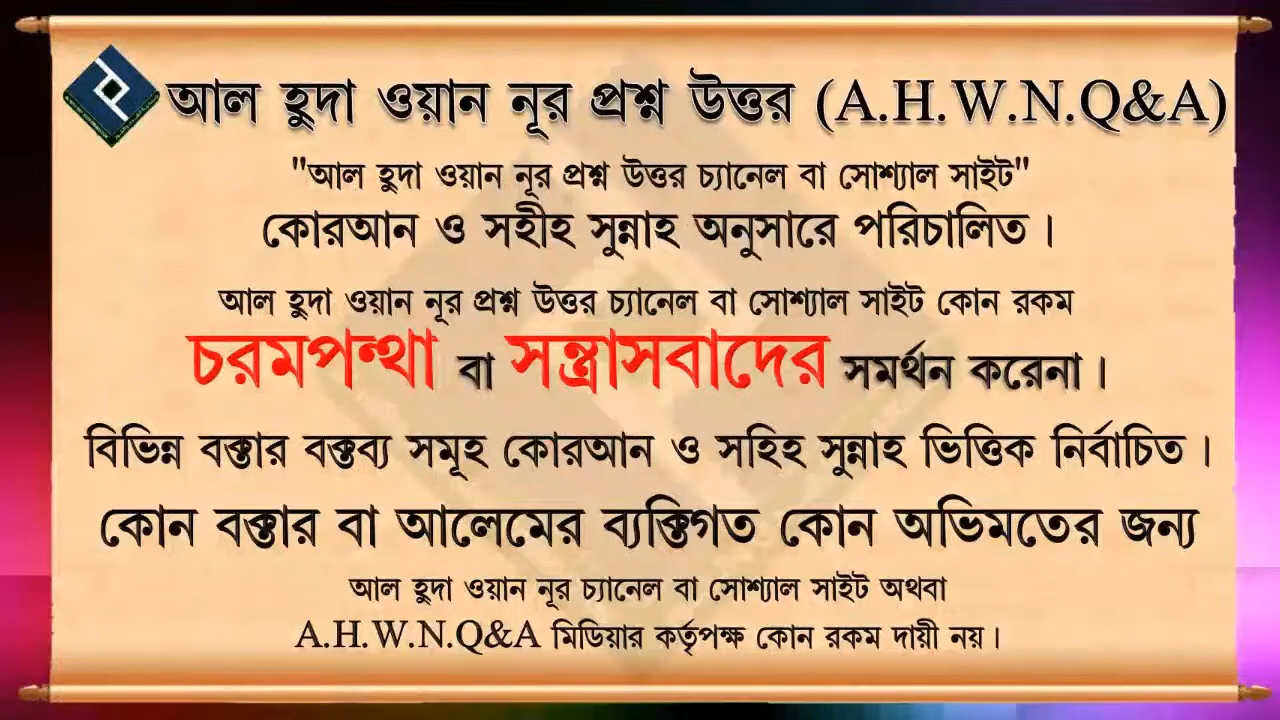 আল হুদা ওয়ান নূর প্রশ্ন উত্তর (A.H.W.N.Q&A)
"আল হুদা ওয়ান নূর প্রশ্ন উত্তর চ্যানেল বা সোশ্যাল সাইট"
কোরআন ও সহীহ সুন্নাহ অনুসারে পরিচালিত।
আল হুদা ওয়ান নূর প্রশ্ন উত্তর চ্যানেল বা সোশ্যাল সাইট কোন রকম
চরমপন্থা বা সন্ত্রাসবাদের সমর্থন করেনা।
বিভিন্ন বক্তার বক্তব্য সমূহ কোরআন ও সহিহ সুন্নাহ ভিত্তিক নির্বাচিত।
কোন বক্তার বা আলেমের ব্যক্তিগত কোন অভিমতের জন্য
আল হুদা ওয়ান নূর চ্যানেল বা সোশ্যাল সাইট অথবা
A.H.W.N.Q&A মিডিয়ার কর্তৃপক্ষ কোন রকম দায়ী নয়।